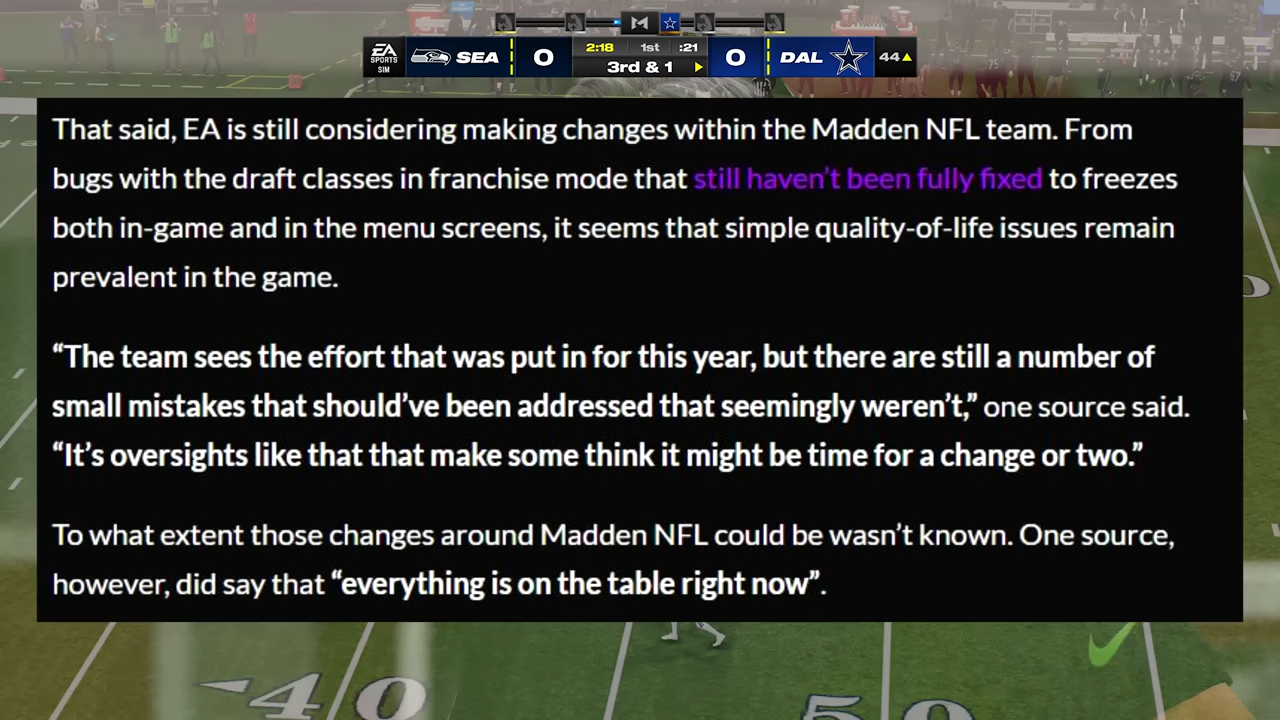 EA SPORTS SIM SEA 0 2:18 1st :21 3rd & 1 0 DAL 44
That said, EA is still considering making changes within the Madden NFL team. From
bugs with the draft classes in franchise mode that still haven't been fully fixed to freezes
both in-game and in the menu screens, it seems that simple quality-of-life issues remain
prevalent in the game.
“The team sees the effort that was put in for this year, but there are still a number of
small mistakes that should've been addressed that seemingly weren't,” one source said.
“It's oversights like that that make some think it might be time for a change or two.”
To what extent those changes around Madden NFL could be wasn't known. One source,
however, did say that “everything is on the table right now”.
40 50